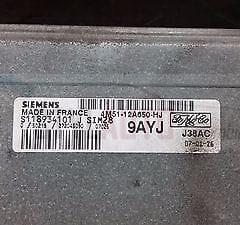 SIEMENS
MADE IN FRANCE 4M51-12A650-HJ
S118934101 J SIM28
9AYJ
J38AC
07-02-26